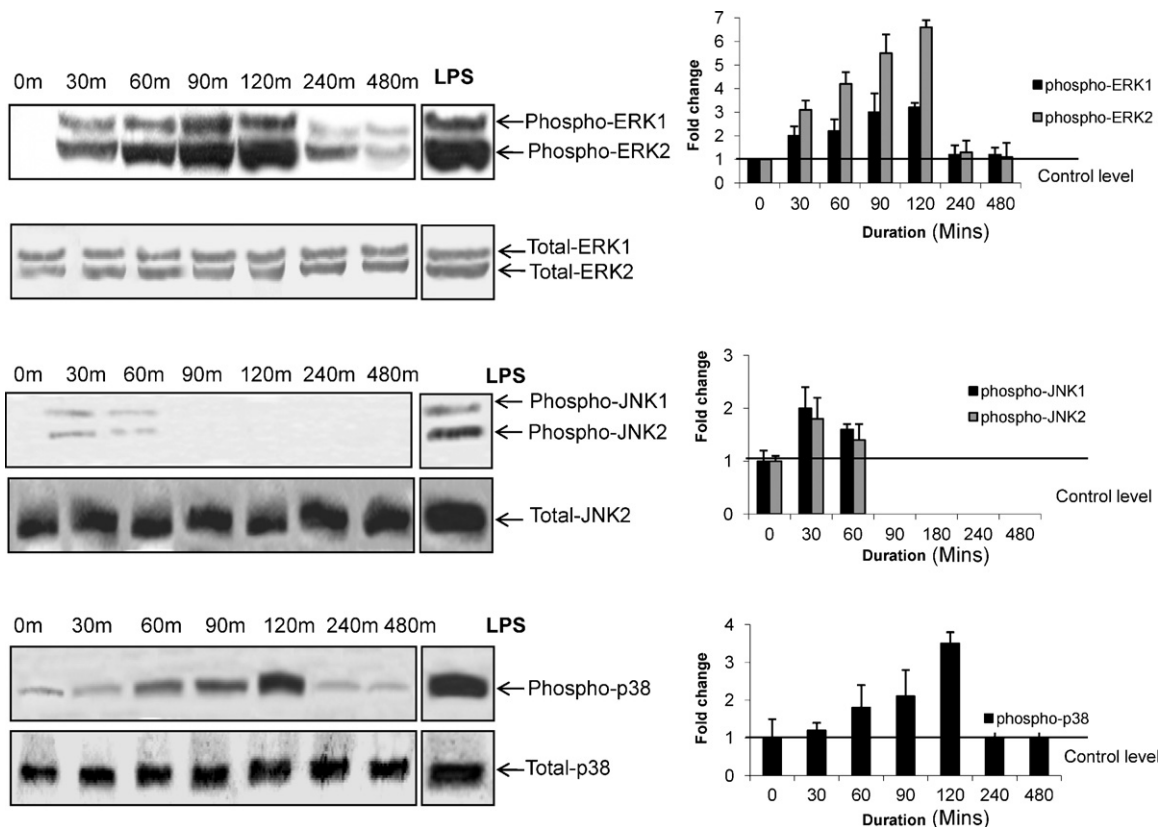 0m 30m 60m 90m 120m 240m 480m LPS
Phospho-ERK1
Phospho-ERK2
Total-ERK1
Total-ERK2
Fold change
7
6
5
4
3
2
1
0
phospho-ERK1
phospho-ERK2
Control level
0 30 60 90 120 240 480
Duration (Mins)
0m 30m 60m 90m 120m 240m 480m LPS
Phospho-JNK1
Phospho-JNK2
Total-JNK2
Fold change
3
2
1
0
phospho-JNK1
phospho-JNK2
Control level
0 30 60 90 180 240 480
Duration (Mins)
0m 30m 60m 90m 120m 240m 480m LPS
Phospho-p38
Total-p38
Fold change
4
3
2
1
0
phospho-p38
Control level
0 30 60 90 120 240 480
Duration (Mins)